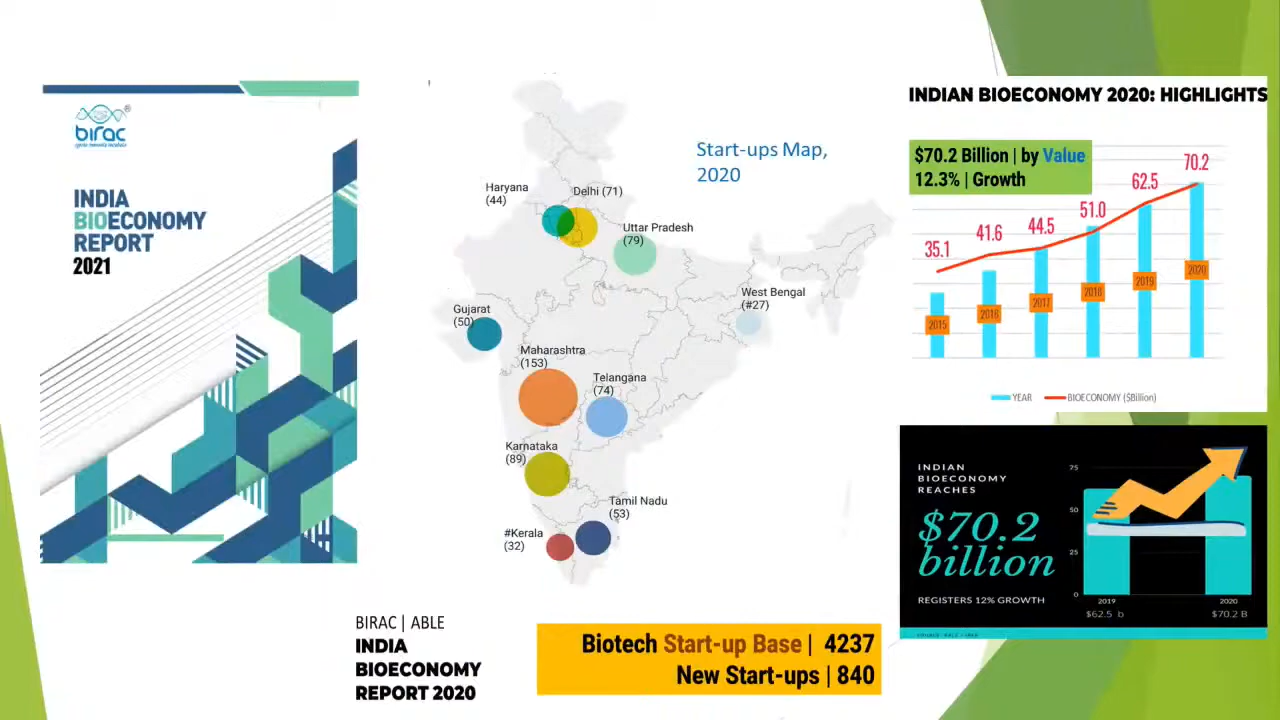 birac
INDIA
BIOECONOMY
REPORT
2021
Start-ups Map,
2020
Haryana
(44)
Delhi (71)
Uttar Pradesh
(79)
West Bengal
(#27)
Gujarat
(50)
Maharashtra
(153)
Telangana
(74)
Karnataka
(89)
Tamil Nadu
(53)
#Kerala
(32)
BIRAC | ABLE
INDIA
BIOECONOMY
REPORT 2020
Biotech Start-up Base | 4237
New Start-ups | 840
INDIAN BIOECONOMY 2020: HIGHLIGHTS
$70.2 Billion | by Value
12.3% | Growth
35.1
41.6
44.5
51.0
62.5
70.2
2015
2016
2017
2018
2019
2020
YEAR
BIOECONOMY ($Billion)
INDIAN
BIOECONOMY
REACHES
$70.2
billion
REGISTERS 12% GROWTH
75
50
25
0
2019
2020
$62.5 b
$70.2 B